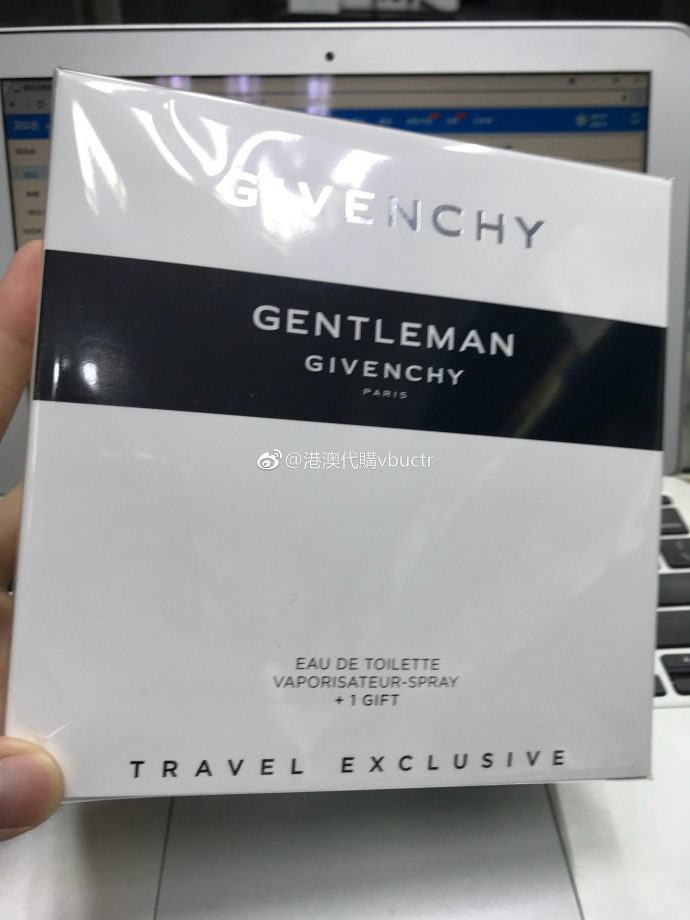 GIVENCHY
GENTLEMAN
GIVENCHY
PARIS
@港澳代購vbuctr
EAU DE TOILETTE
VAPORISATEUR-SPRAY
+ 1 GIFT
TRAVEL EXCLUSIVE